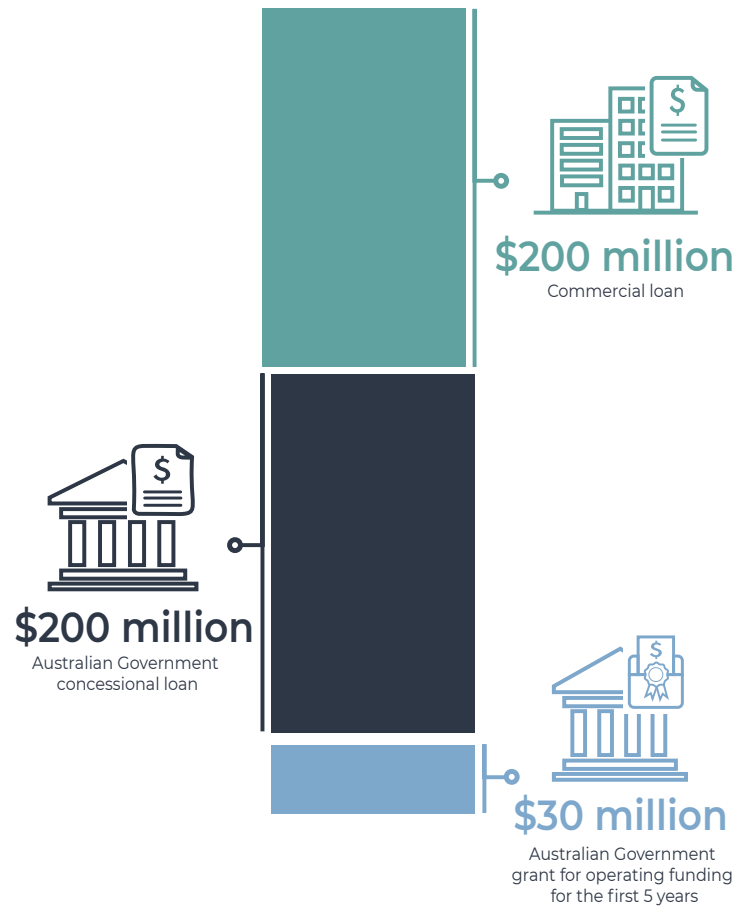 $
$200 million
Commercial loan
$
$200 million
Australian Government
concessional loan
$
$30 million
Australian Government
grant for operating funding
for the first 5 years